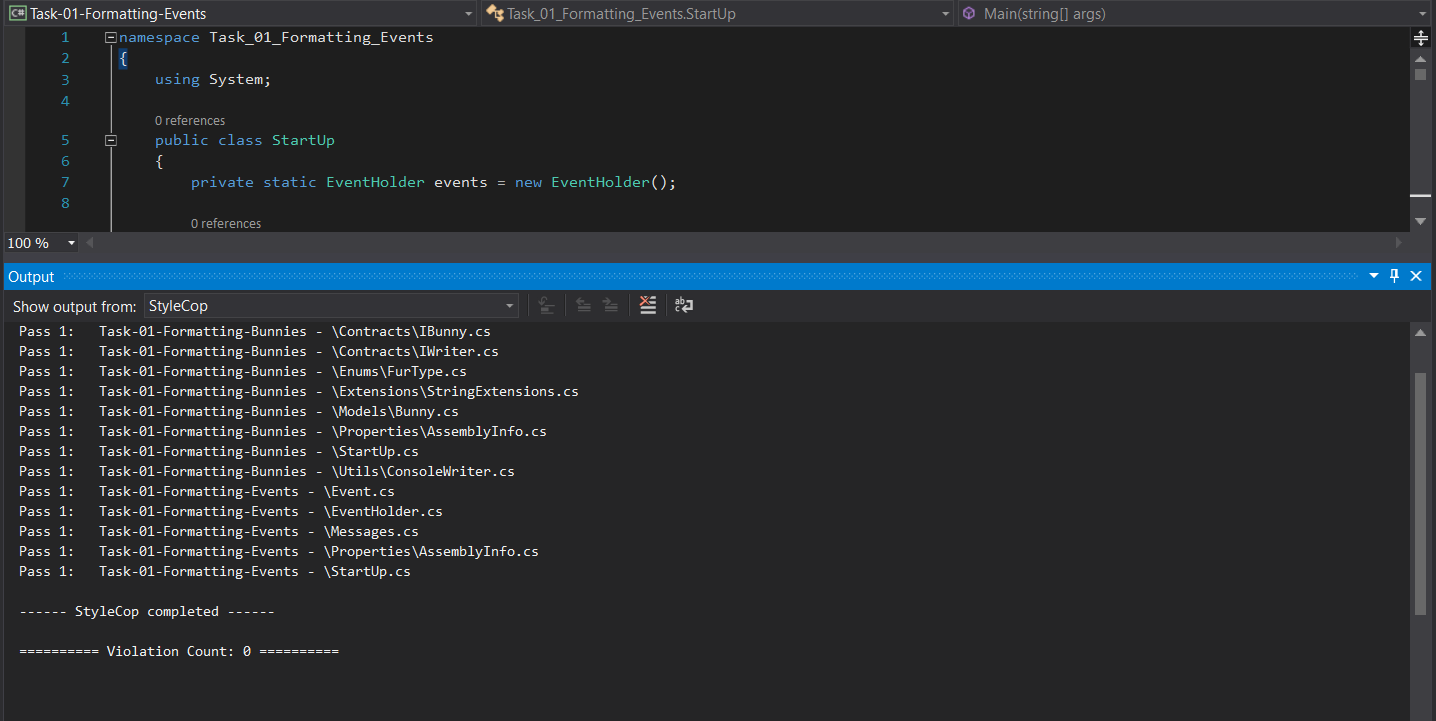 C# Task-01-Formatting-Events Task_01_Formatting_Events.StartUp Main(string[] args)
1 namespace Task_01_Formatting_Events
2 {
3 using System;
4
0 references
5 public class StartUp
6 {
7 private static EventHolder events = new EventHolder();
8
0 references
100 %
Output
Show output from: StyleCop
Pass 1:   Task-01-Formatting-Bunnies - \Contracts\IBunny.cs
Pass 1:   Task-01-Formatting-Bunnies - \Contracts\IWriter.cs
Pass 1:   Task-01-Formatting-Bunnies - \Enums\FurType.cs
Pass 1:   Task-01-Formatting-Bunnies - \Extensions\StringExtensions.cs
Pass 1:   Task-01-Formatting-Bunnies - \Models\Bunny.cs
Pass 1:   Task-01-Formatting-Bunnies - \Properties\AssemblyInfo.cs
Pass 1:   Task-01-Formatting-Bunnies - \StartUp.cs
Pass 1:   Task-01-Formatting-Bunnies - \Utils\ConsoleWriter.cs
Pass 1:   Task-01-Formatting-Events - \Event.cs
Pass 1:   Task-01-Formatting-Events - \EventHolder.cs
Pass 1:   Task-01-Formatting-Events - \Messages.cs
Pass 1:   Task-01-Formatting-Events - \Properties\AssemblyInfo.cs
Pass 1:   Task-01-Formatting-Events - \StartUp.cs
------ StyleCop completed ------
========== Violation Count: 0 ==========